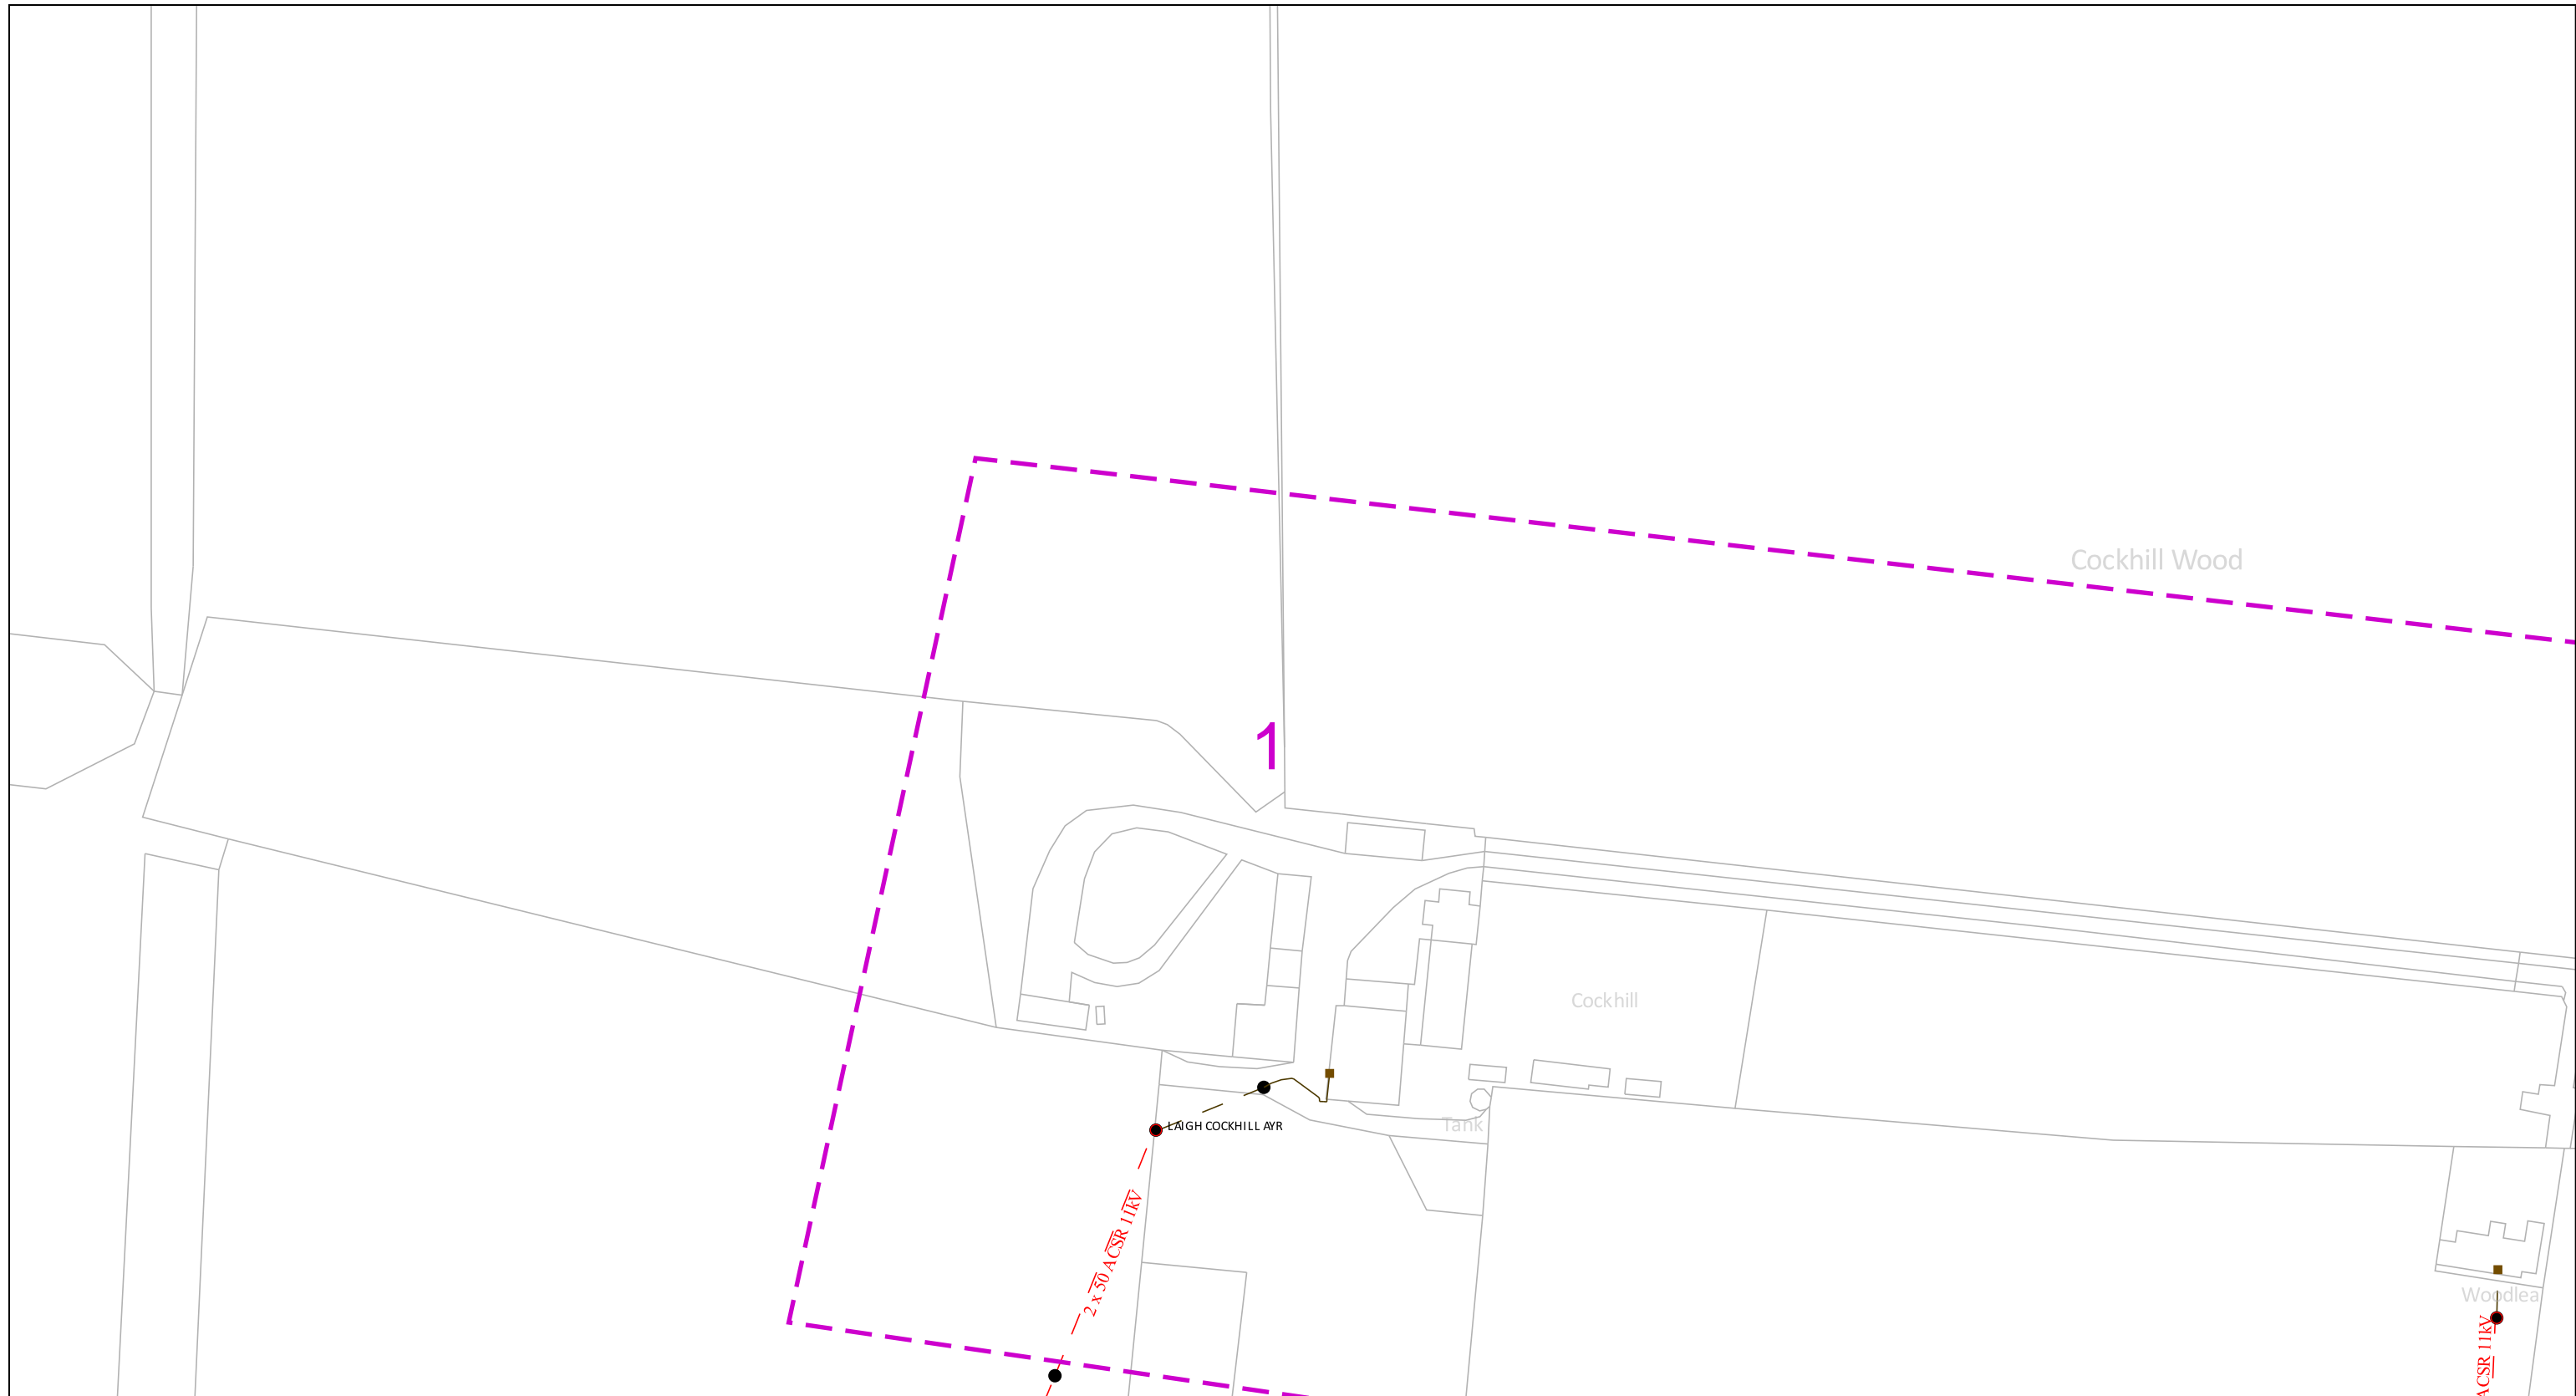 Cockhill Wood
1
Cockhill
Tank
LAIGH COCKHILL AYR
2 x 50 ACSR 11kV
Woodlea
ACSR 11kV